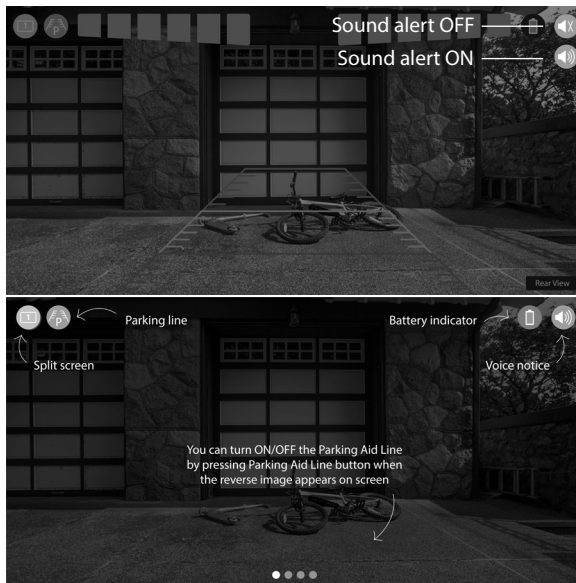 Sound alert OFF
Sound alert ON
1
P
Rear View
1
P
Parking line
Battery indicator
Split screen
Voice notice
You can turn ON/OFF the Parking Aid Line
by pressing Parking Aid Line button when
the reverse image appears on screen